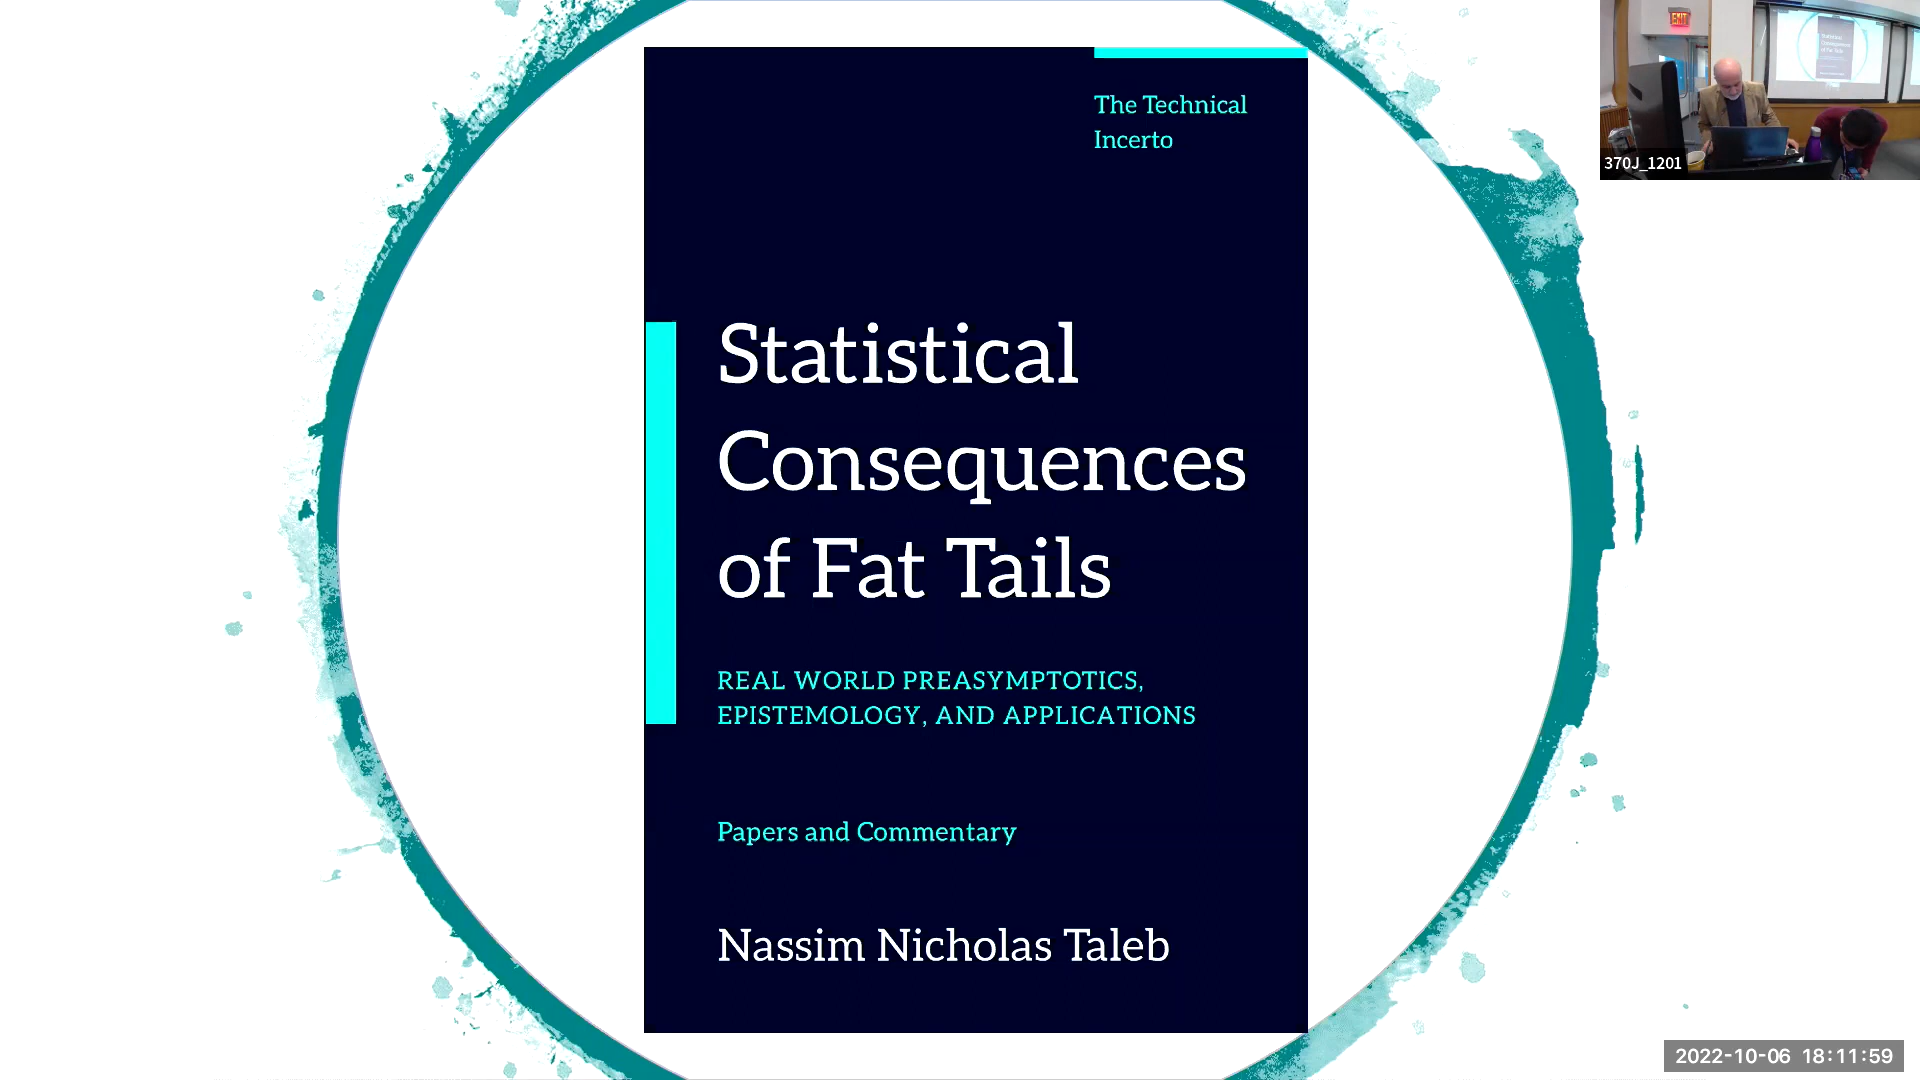 The Technical
Incerto
Statistical
Consequences
of Fat Tails
REAL WORLD PREASYMPTOTICS,
EPISTEMOLOGY, AND APPLICATIONS
Papers and Commentary
Nassim Nicholas Taleb
EXIT
370J_1201
2022-10-06 18:11:59